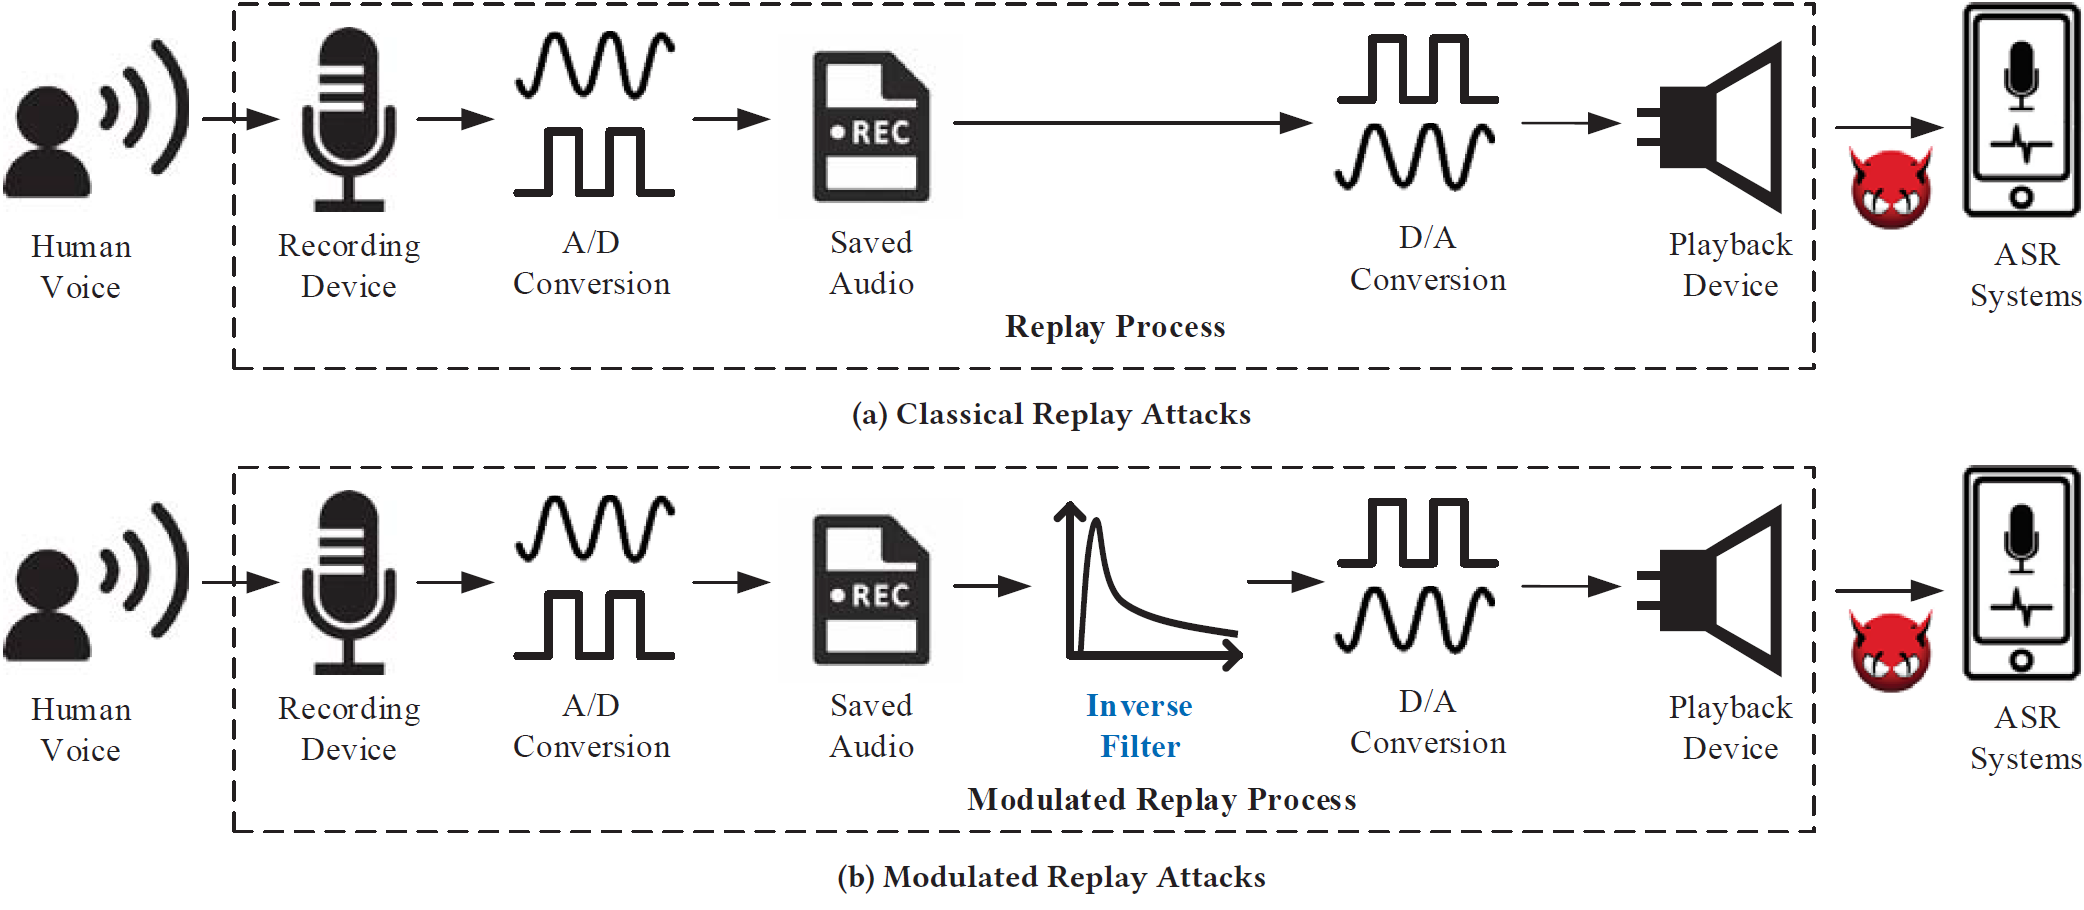 REC
Human
Voice
Recording
Device
A/D
Conversion
Saved
Audio
D/A
Conversion
Playback
Device
ASR
Systems
Replay Process
(a) Classical Replay Attacks
REC
Human
Voice
Recording
Device
A/D
Conversion
Saved
Audio
Inverse
Filter
D/A
Conversion
Playback
Device
ASR
Systems
Modulated Replay Process
(b) Modulated Replay Attacks